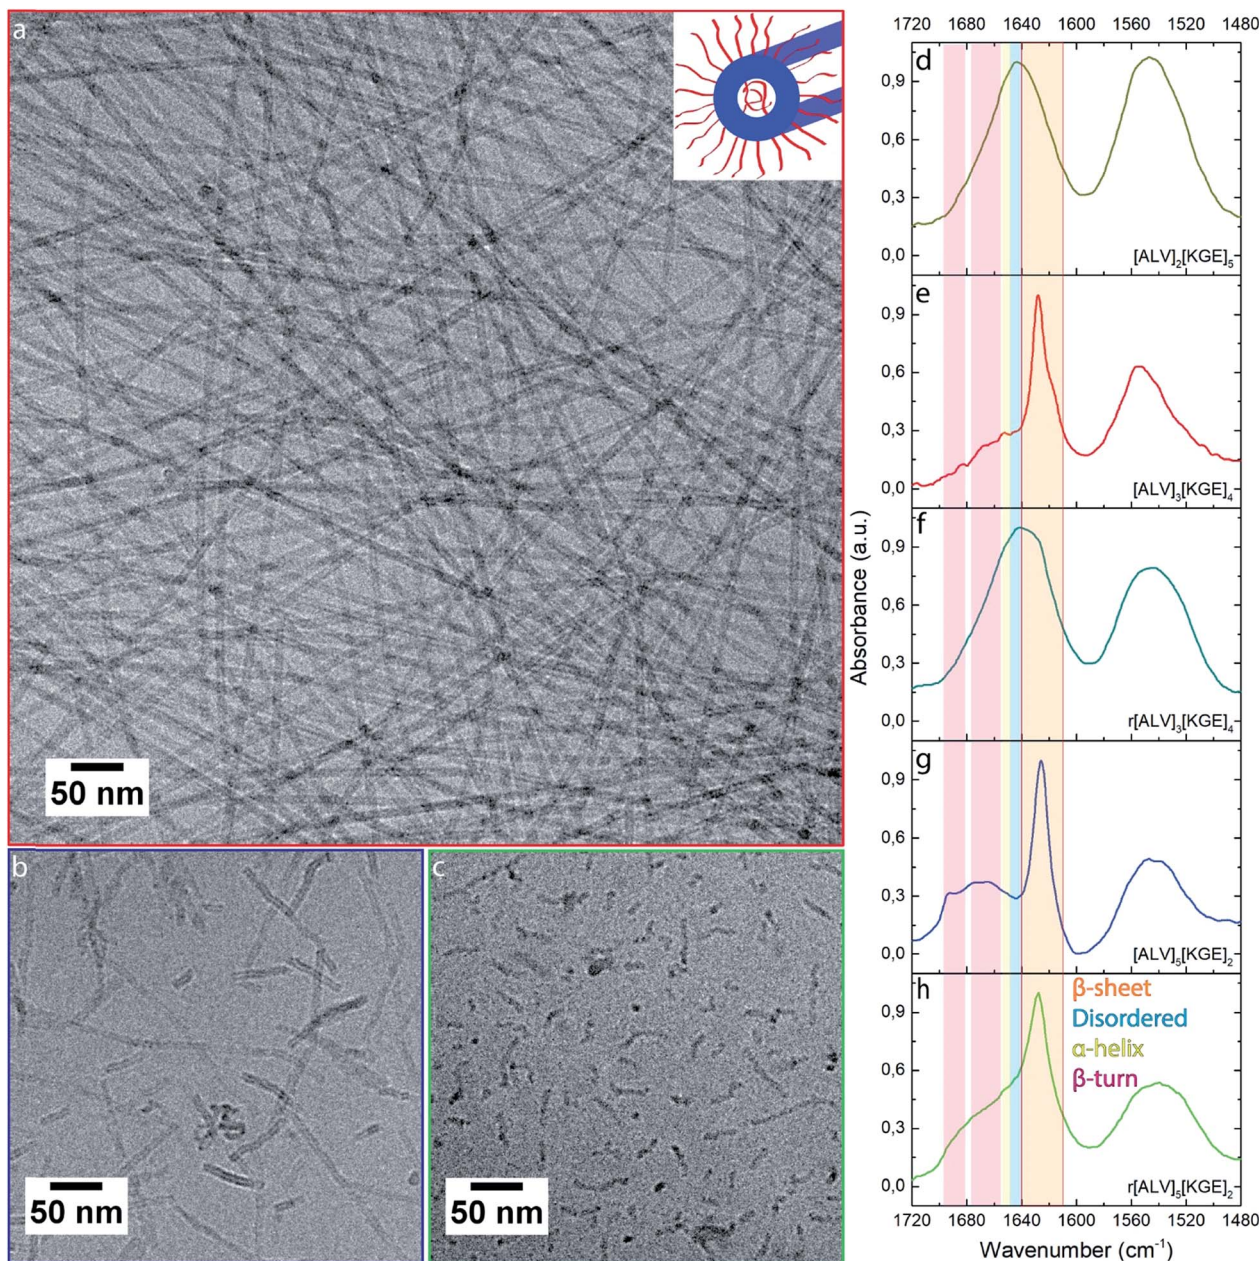 a
50 nm
b
50 nm
c
50 nm
1720 1680 1640 1600 1560 1520 1480
d
0,9
0,6
0,3
0,0
[ALV]₂[KGE]₅
e
0,9
0,6
0,3
0,0
[ALV]₃[KGE]₄
f
0,9
0,6
0,3
0,0
r[ALV]₃[KGE]₄
g
0,9
0,6
0,3
0,0
[ALV]₅[KGE]₂
h
0,9
0,6
0,3
0,0
β-sheet
Disordered
α-helix
β-turn
r[ALV]₅[KGE]₂
1720 1680 1640 1600 1560 1520 1480
Absorbance (a.u.)
Wavenumber (cm⁻¹)